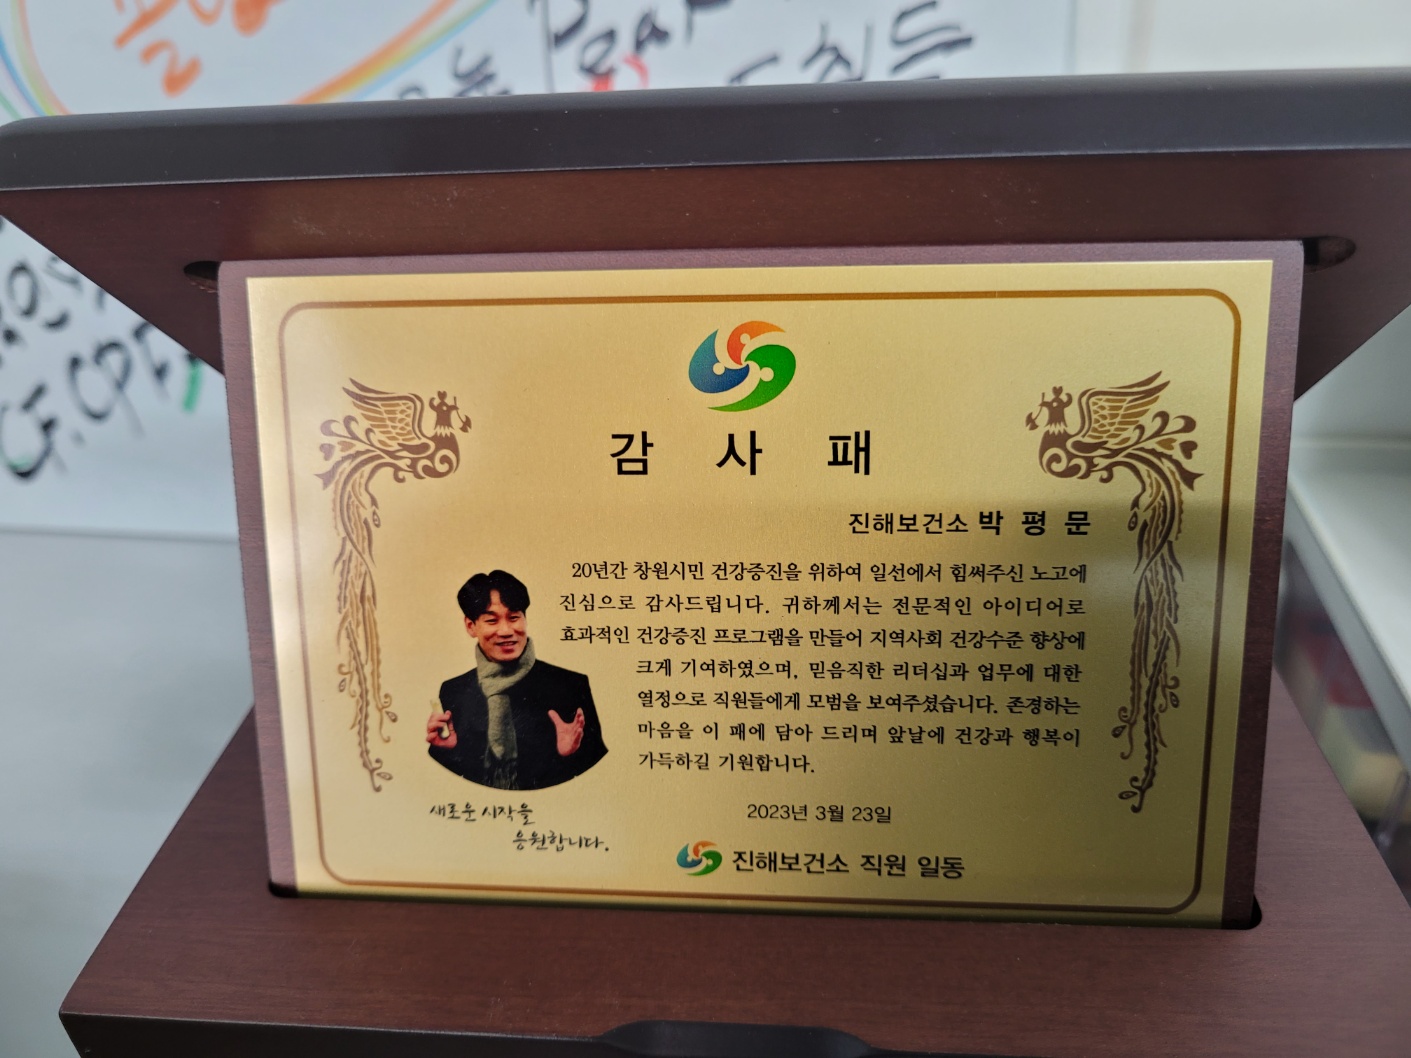 Pear
CF. CPF
감 사 패
진해보건소 박 평 문
20년간 창원시민 건강증진을 위하여 일선에서 힘써주신 노고에
진심으로 감사드립니다. 귀하께서는 전문적인 아이디어로
효과적인 건강증진 프로그램을 만들어 지역사회 건강수준 향상에
크게 기여하였으며, 믿음직한 리더십과 업무에 대한
열정으로 직원들에게 모범을 보여주셨습니다. 존경하는
마음을 이 패에 담아 드리며 앞날에 건강과 행복이
가득하길 기원합니다.
새로운 시작을
응원합니다.
2023년 3월 23일
진해보건소 직원 일동